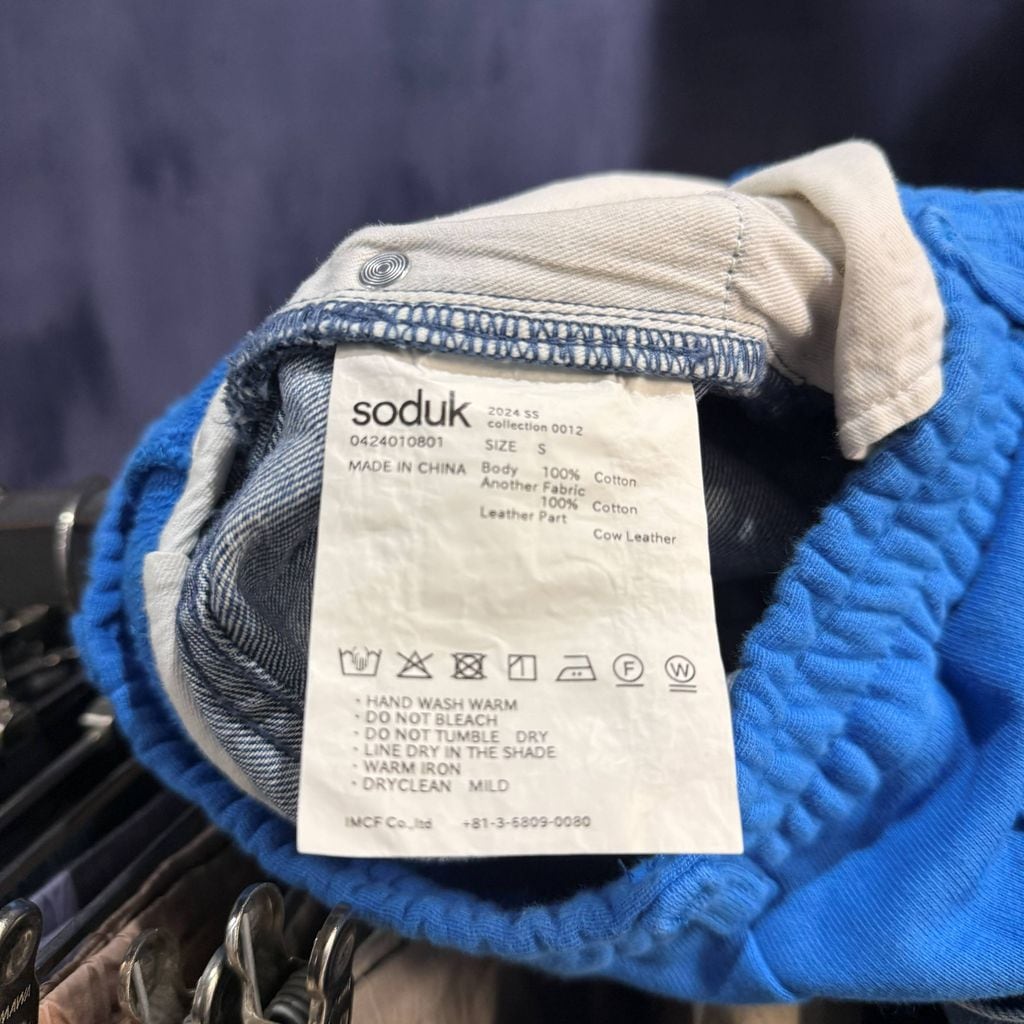 soduk
2024 SS
collection 0012
0424010801
SIZE S
MADE IN CHINA
Body 100% Cotton
Another Fabric
100% Cotton
Leather Part
Cow Leather
F
W
・HAND WASH WARM
・DO NOT BLEACH
・DO NOT TUMBLE DRY
・LINE DRY IN THE SHADE
・WARM IRON
・DRYCLEAN MILD
IMCF Co.,ltd +81-3-6809-0080